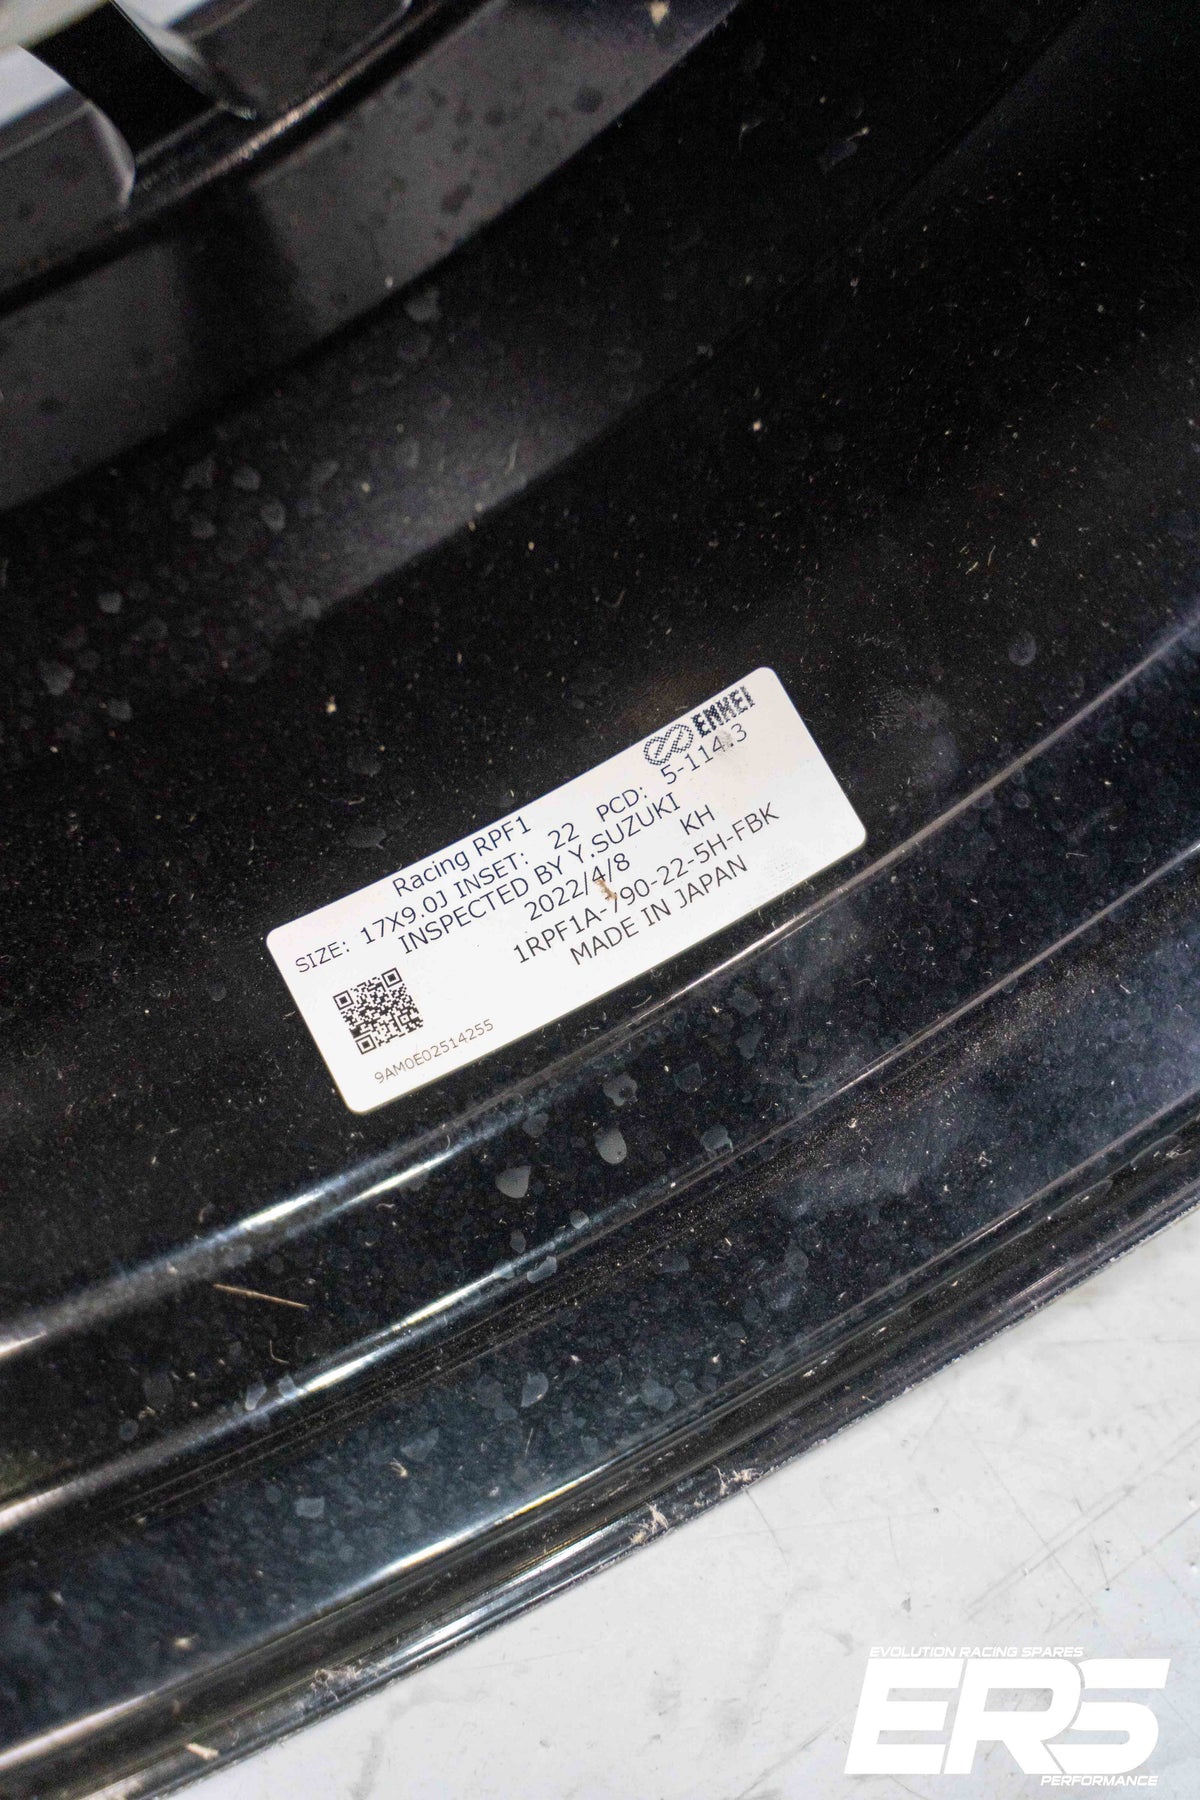 ENKEI
Racing RPF1
SIZE: 17X9.0J INSET: 22 PCD: 5-114.3
INSPECTED BY Y.SUZUKI
2022/4/8 KH
1RPF1A-790-22-5H-FBK
MADE IN JAPAN
9AM0E02514255
EVOLUTION RACING SPARES
ERS
PERFORMANCE